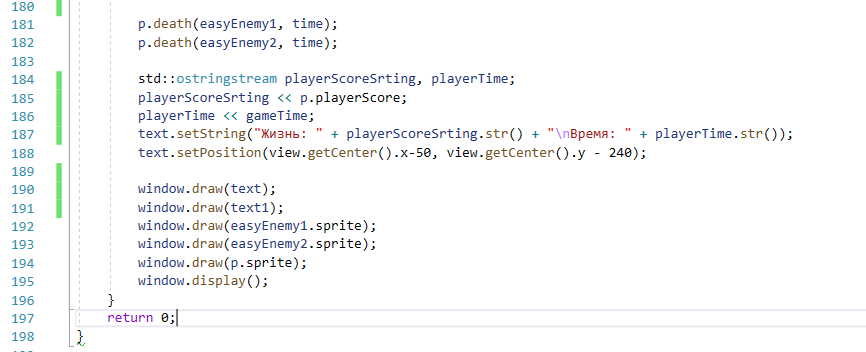 180
181 p.death(easyEnemy1, time);
182 p.death(easyEnemy2, time);
183
184 std::ostringstream playerScoreSrting, playerTime;
185 playerScoreSrting << p.playerScore;
186 playerTime << gameTime;
187 text.setString("Жизнь: " + playerScoreSrting.str() + "\nВремя: " + playerTime.str());
188 text.setPosition(view.getCenter().x-50, view.getCenter().y - 240);
189
190 window.draw(text);
191 window.draw(text1);
192 window.draw(easyEnemy1.sprite);
193 window.draw(easyEnemy2.sprite);
194 window.draw(p.sprite);
195 window.display();
196 }
197 return 0;
198 }